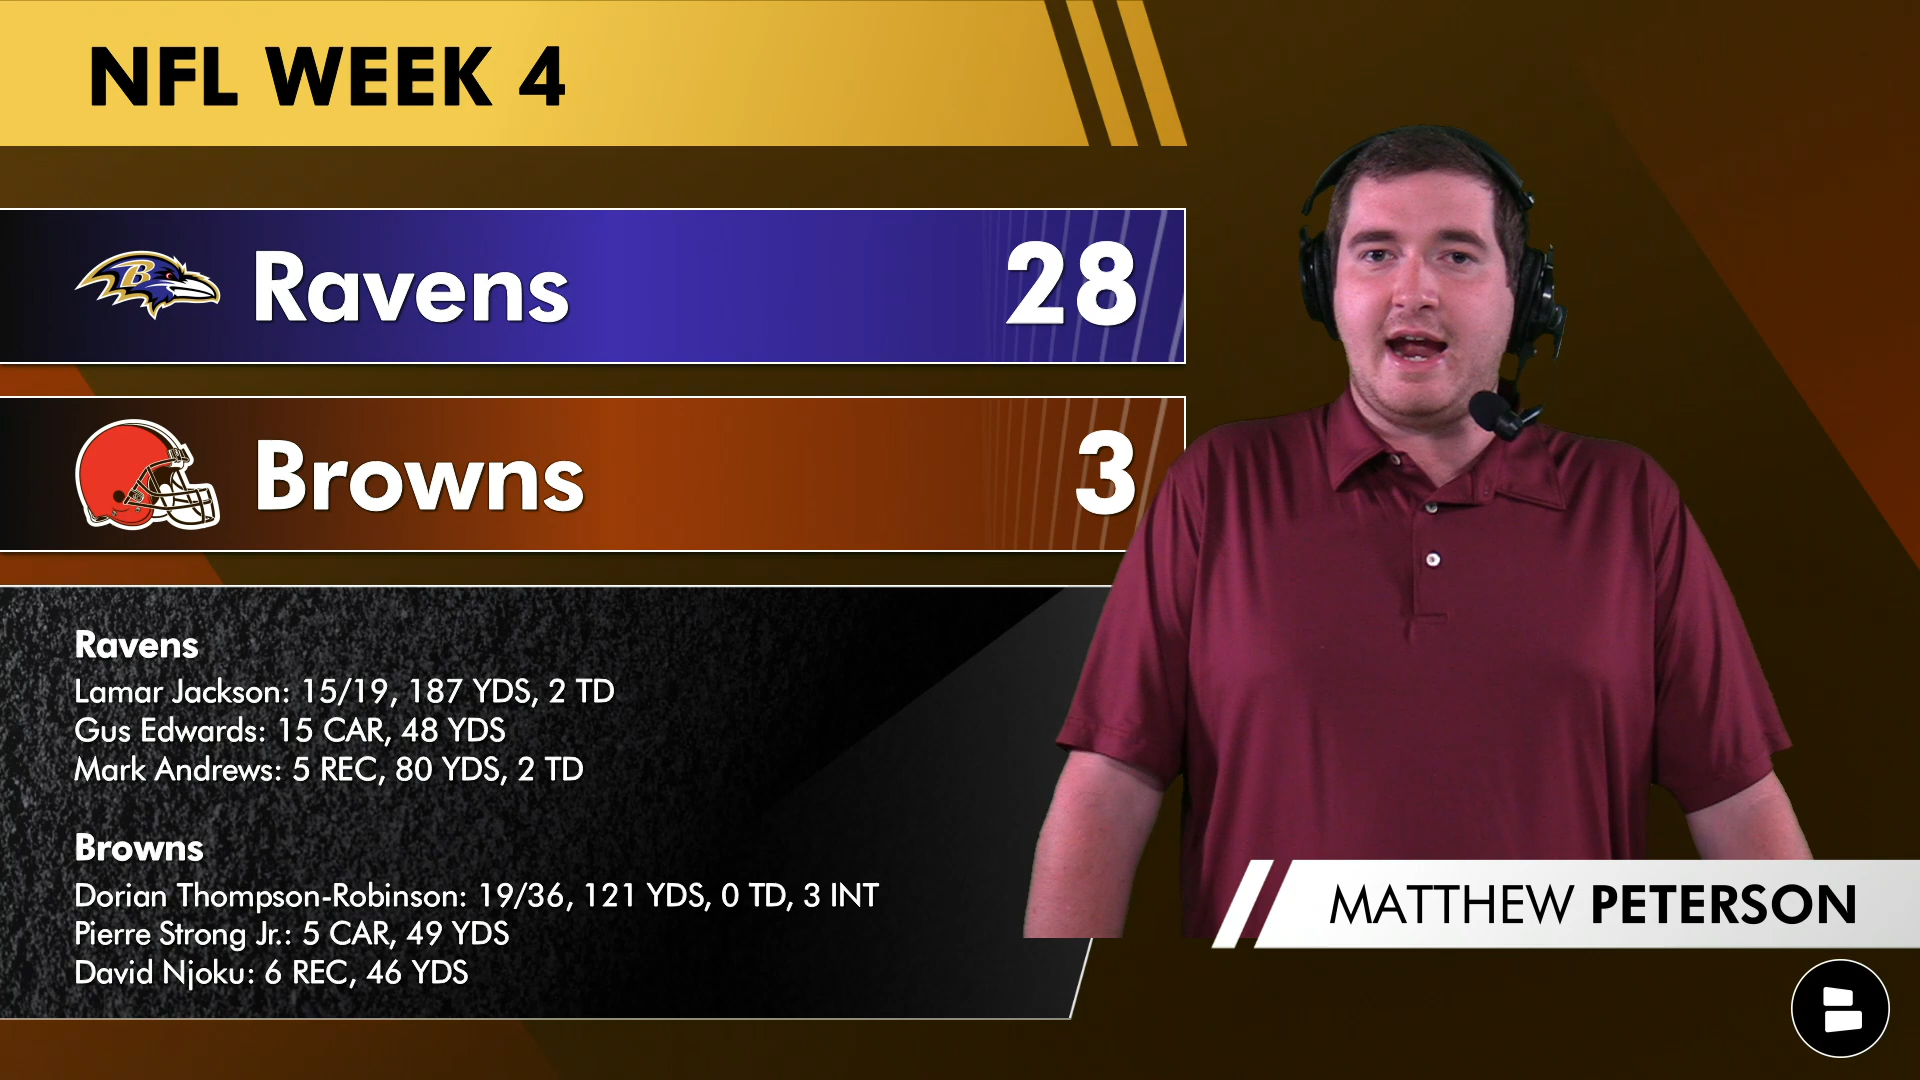 NFL WEEK 4
B
Ravens 28
Browns 3
Ravens
Lamar Jackson: 15/19, 187 YDS, 2 TD
Gus Edwards: 15 CAR, 48 YDS
Mark Andrews: 5 REC, 80 YDS, 2 TD
Browns
Dorian Thompson-Robinson: 19/36, 121 YDS, 0 TD, 3 INT
Pierre Strong Jr.: 5 CAR, 49 YDS
David Njoku: 6 REC, 46 YDS
MATTHEW PETERSON